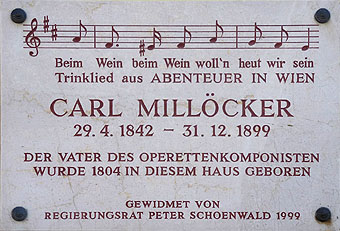 Beim Wein beim Wein woll'n heut wir sein
Trinklied aus ABENTEUER IN WIEN
CARL MILLÖCKER
29. 4. 1842 – 31. 12. 1899
DER VATER DES OPERETTENKOMPONISTEN
WURDE 1804 IN DIESEM HAUS GEBOREN
GEWIDMET VON
REGIERUNGSRAT PETER SCHOENWALD 1999